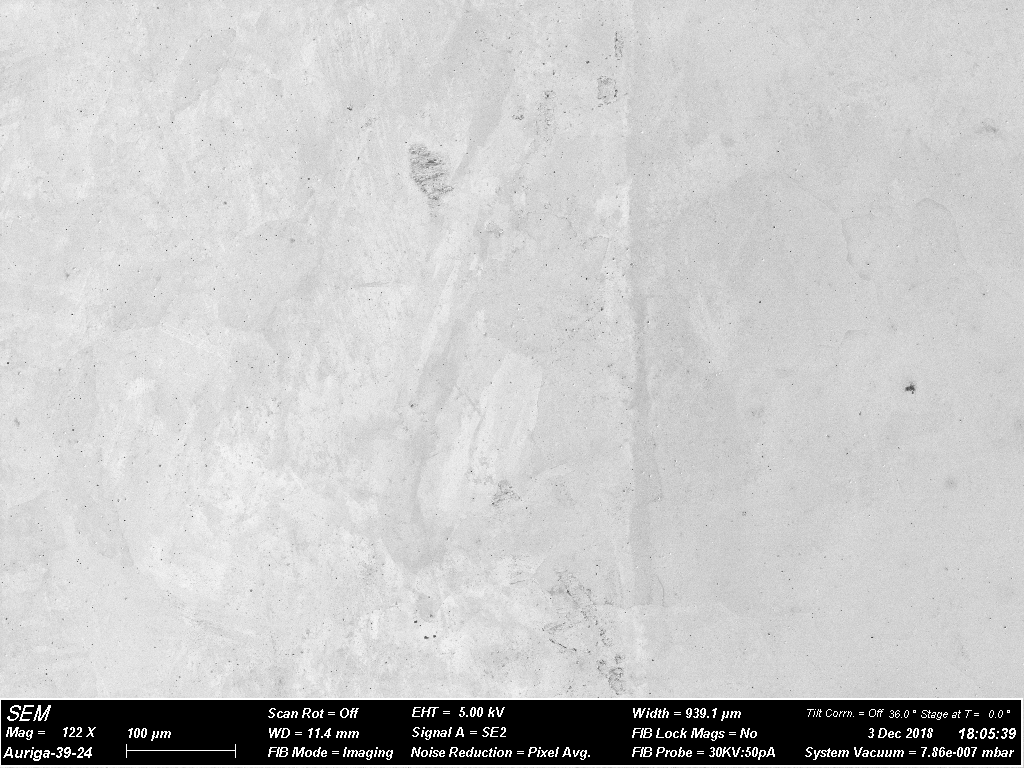 SEM Scan Rot = Off EHT = 5.00 kV Width = 939.1 µm Tilt Corrn. = Off 36.0 ° Stage at T = 0.0 °
Mag = 122 X 100 µm WD = 11.4 mm Signal A = SE2 FIB Lock Mags = No 3 Dec 2018 18:05:39
Auriga-39-24 FIB Mode = Imaging Noise Reduction = Pixel Avg. FIB Probe = 30KV:50pA System Vacuum = 7.86e-007 mbar